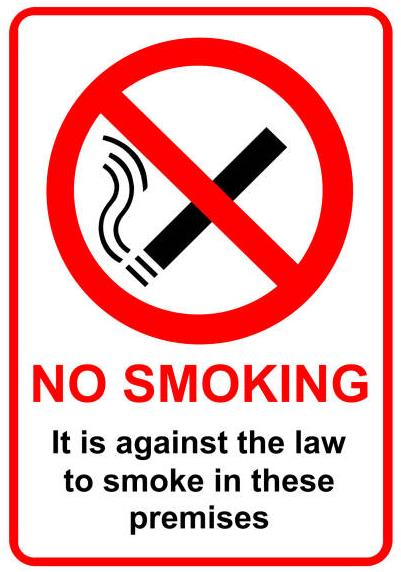 NO SMOKING
It is against the law
to smoke in these
premises